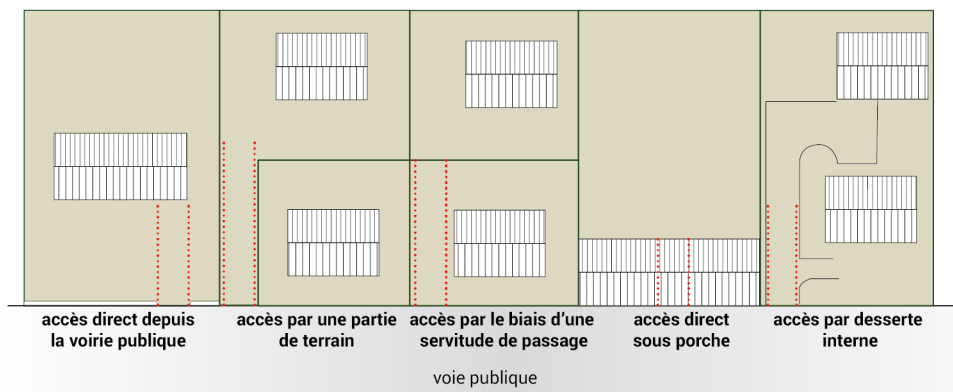 accès direct depuis
la voirie publique
accès par une partie
de terrain
accès par le biais d'une
servitude de passage
accès direct
sous porche
accès par desserte
interne
voie publique